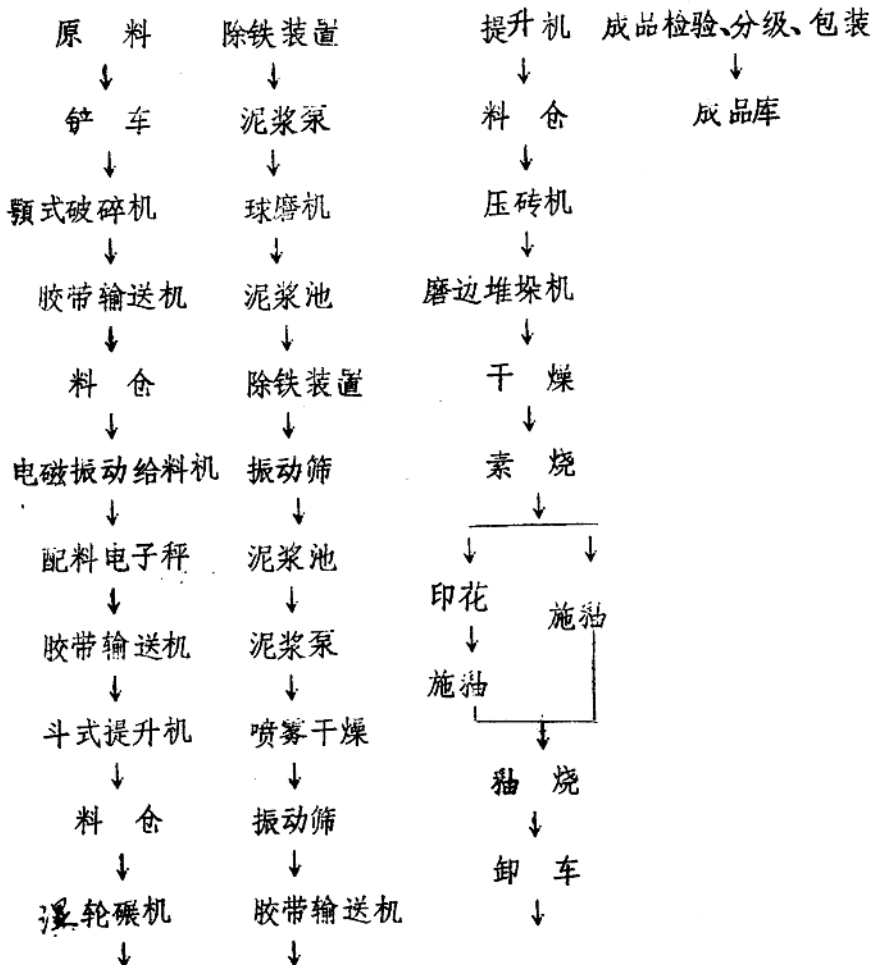 原 料
铲 车
颚式破碎机
胶带输送机
料 仓
电磁振动给料机
配料电子秤
胶带输送机
斗式提升机
料 仓
湿轮碾机
除铁装置
泥浆泵
球磨机
泥浆池
除铁装置
振动筛
泥浆池
泥浆泵
喷雾干燥
振动筛
胶带输送机
提升机
料 仓
压砖机
磨边堆垛机
干 燥
素 烧
印花
施釉
施釉
釉 烧
卸 车
成品检验、分级、包装
成品库